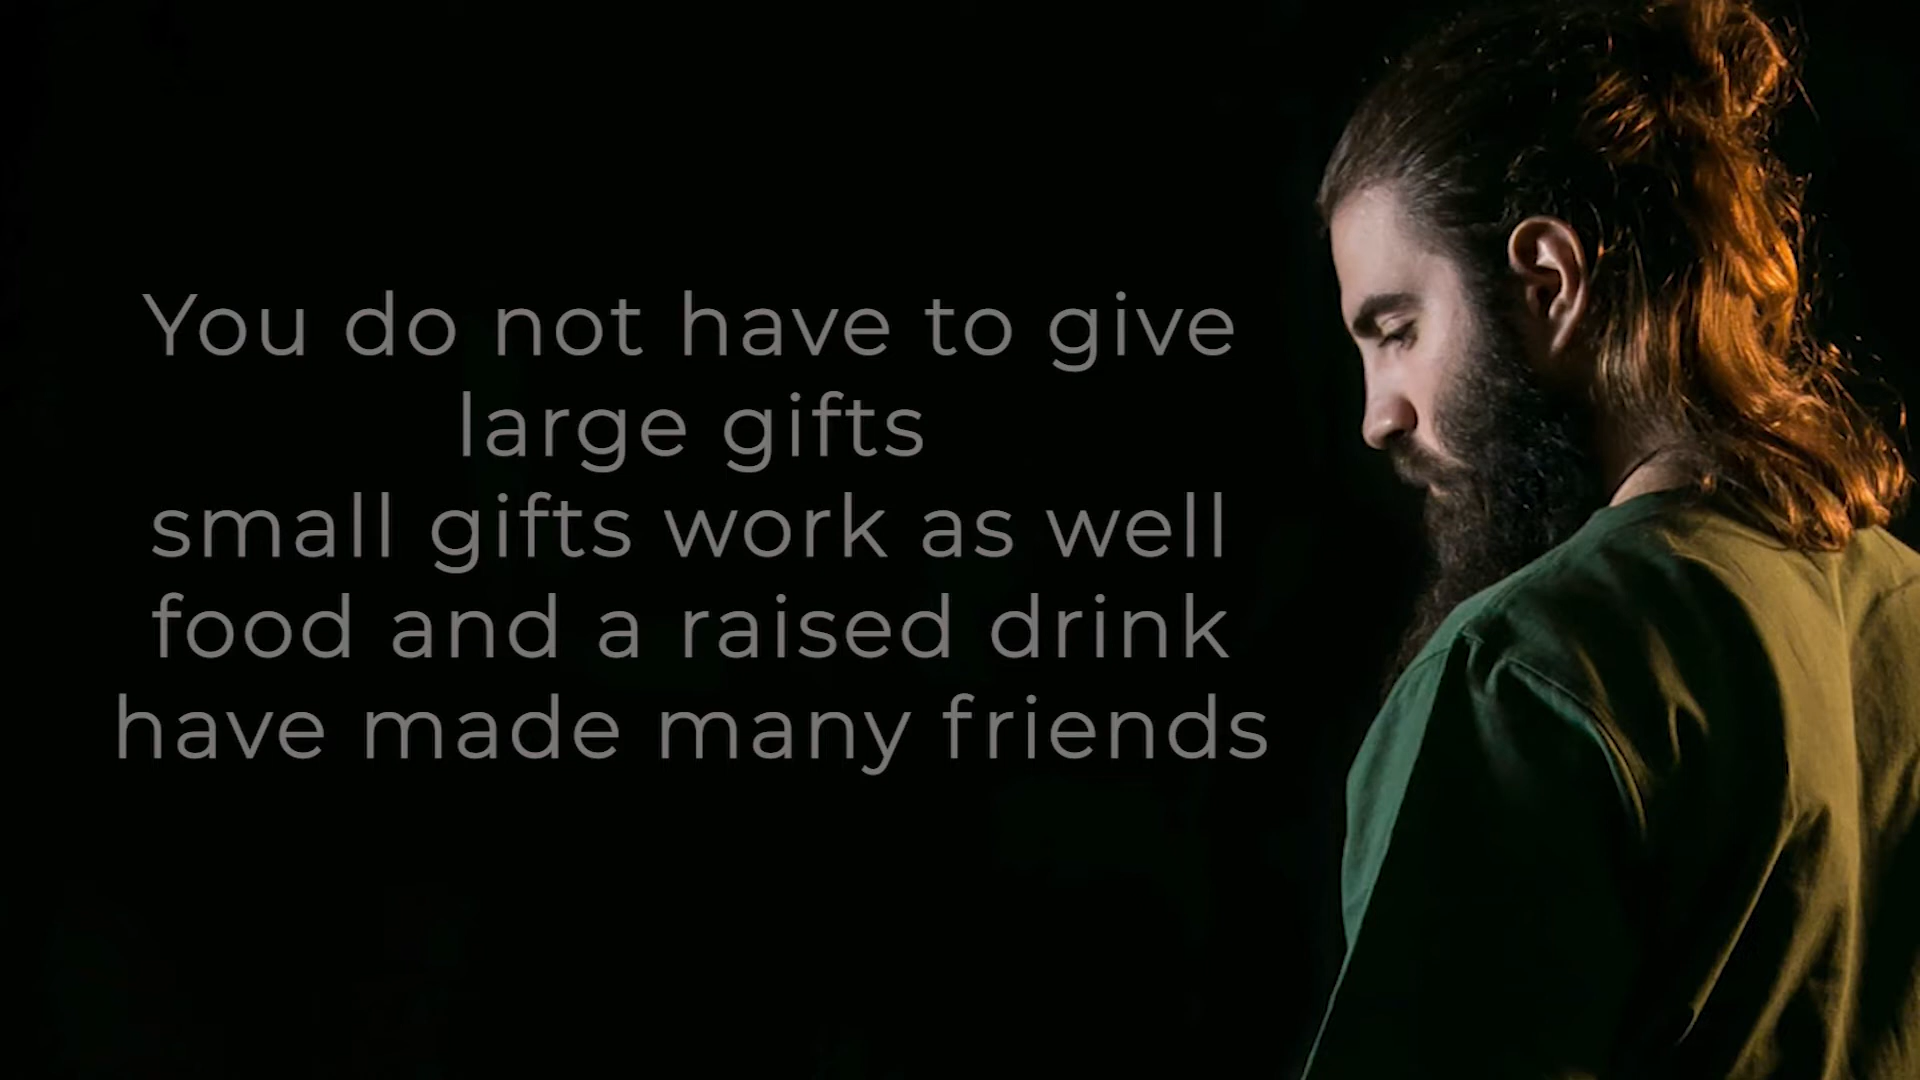 You do not have to give
large gifts
small gifts work as well
food and a raised drink
have made many friends